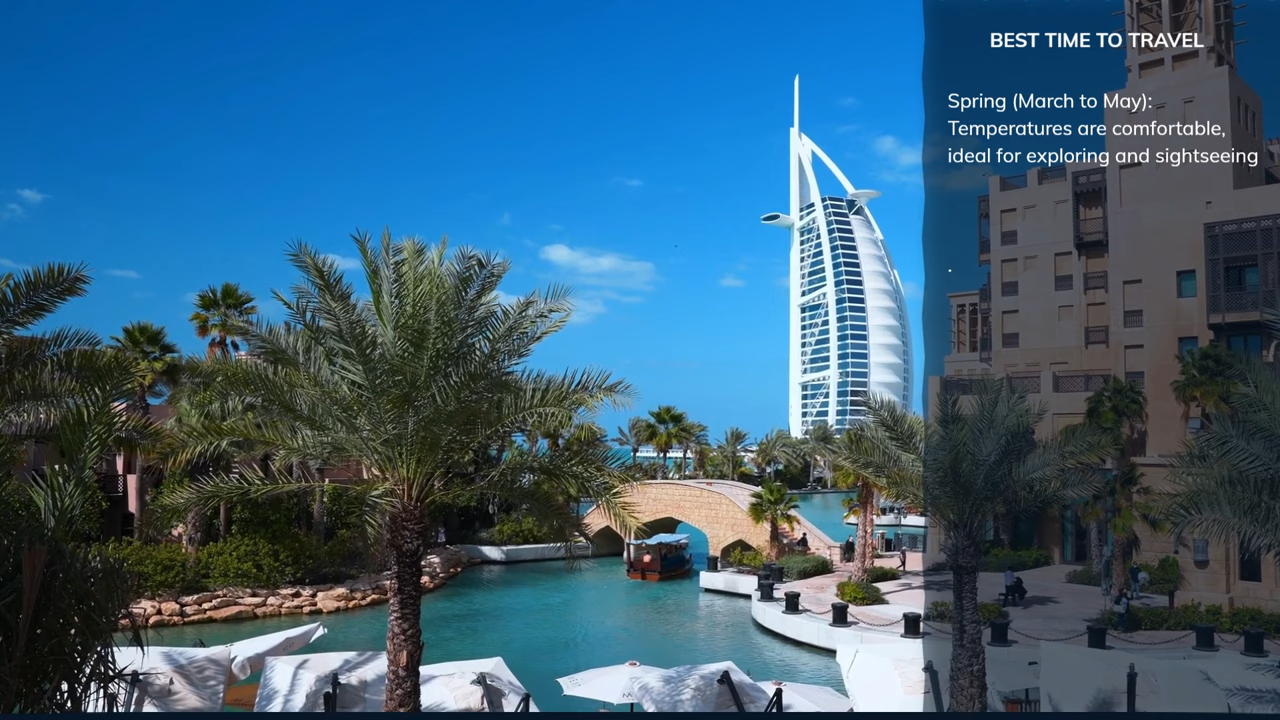 BEST TIME TO TRAVEL
Spring (March to May):
Temperatures are comfortable,
ideal for exploring and sightseeing